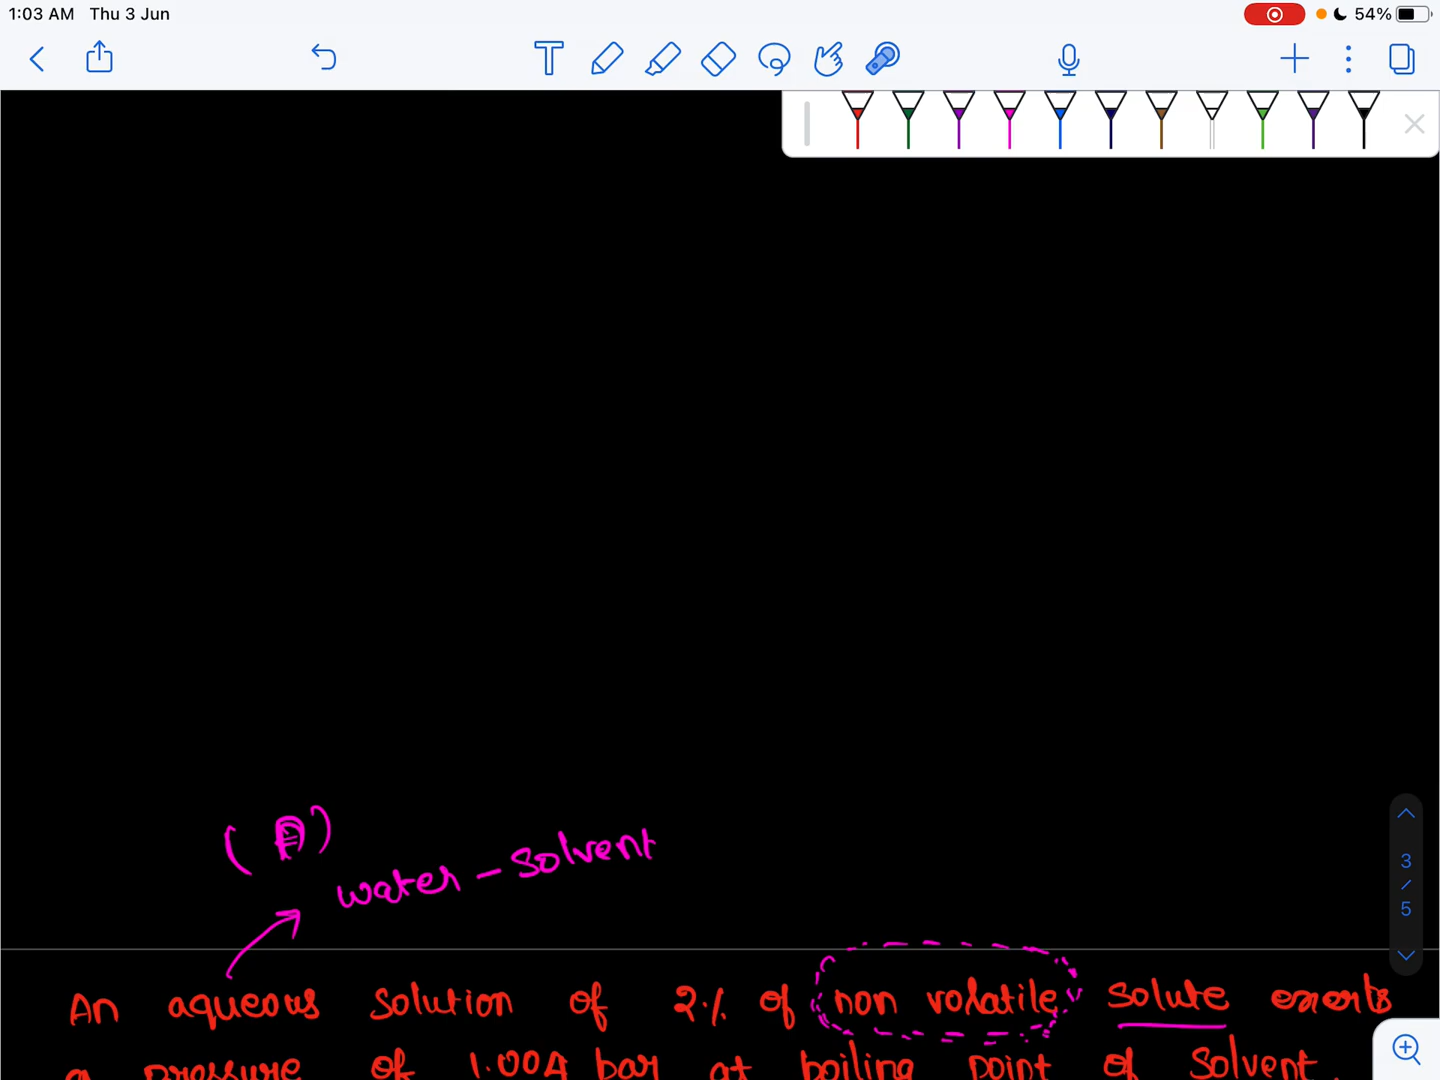 1:03 AM Thu 3 Jun
54%
T
3
/
5
water - Solvent
An aqueous solution of 2% of non volatile solute exerts
a pressure of 1.004 bar at boiling point of Solvent.